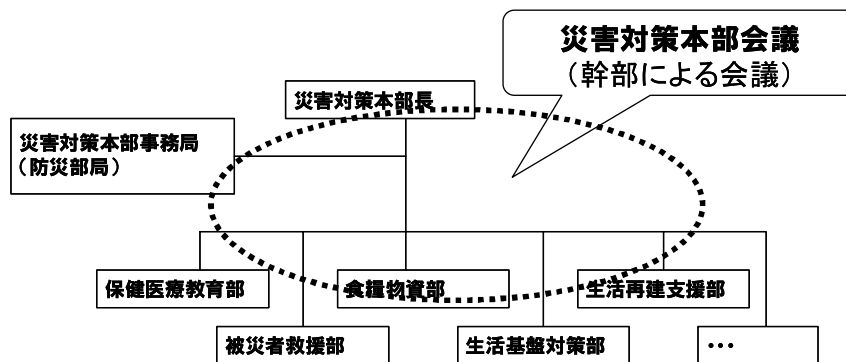 災害対策本部会議
（幹部による会議）
災害対策本部長
災害対策本部事務局
（防災部局）
保健医療教育部
食糧物資部
生活再建支援部
被災者救援部
生活基盤対策部
･･･